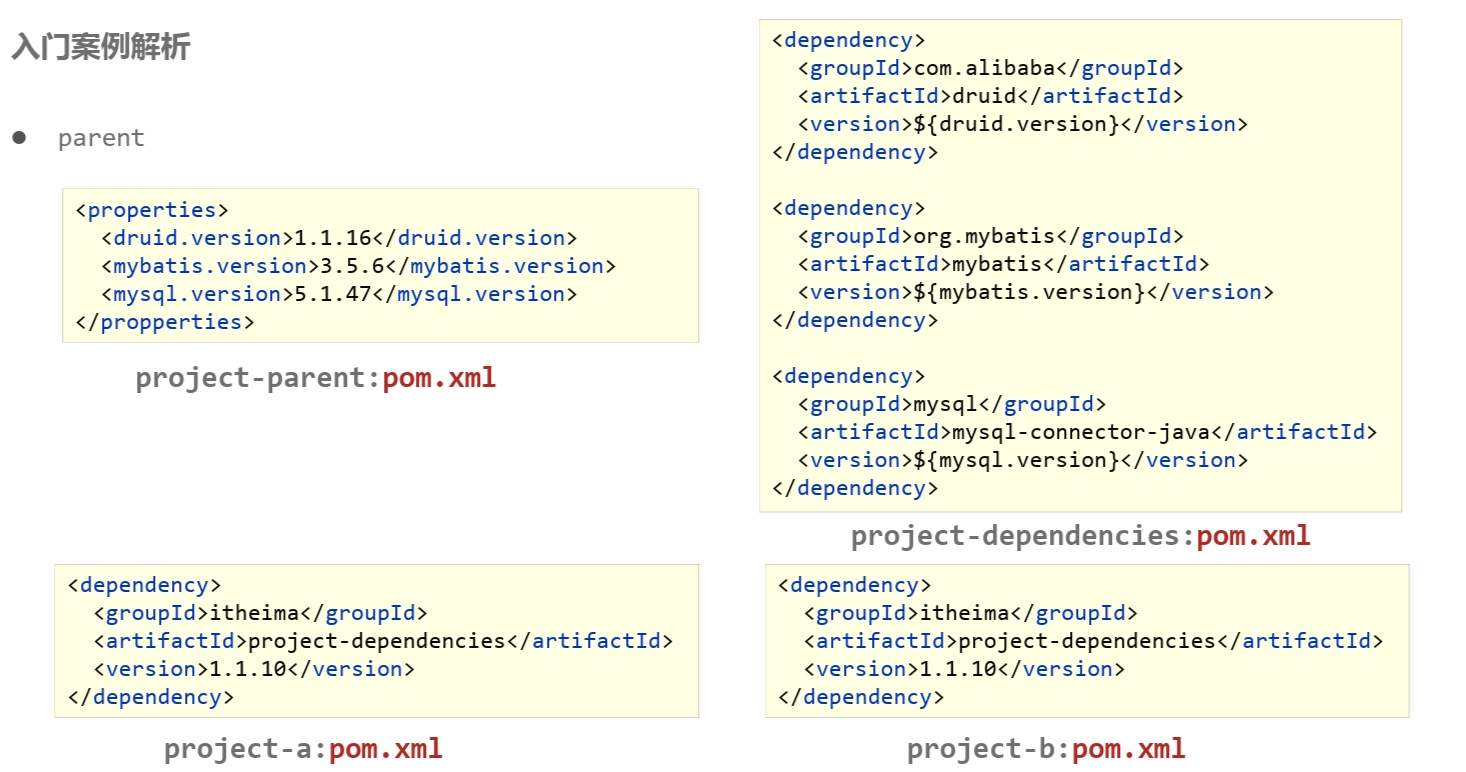 入门案例解析
● parent
<properties>
  <druid.version>1.1.16</druid.version>
  <mybatis.version>3.5.6</mybatis.version>
  <mysql.version>5.1.47</mysql.version>
</propperties>
project-parent:pom.xml
<dependency>
  <groupId>com.alibaba</groupId>
  <artifactId>druid</artifactId>
  <version>${druid.version}</version>
</dependency>
<dependency>
  <groupId>org.mybatis</groupId>
  <artifactId>mybatis</artifactId>
  <version>${mybatis.version}</version>
</dependency>
<dependency>
  <groupId>mysql</groupId>
  <artifactId>mysql-connector-java</artifactId>
  <version>${mysql.version}</version>
</dependency>
project-dependencies:pom.xml
<dependency>
  <groupId>itheima</groupId>
  <artifactId>project-dependencies</artifactId>
  <version>1.1.10</version>
</dependency>
project-a:pom.xml
<dependency>
  <groupId>itheima</groupId>
  <artifactId>project-dependencies</artifactId>
  <version>1.1.10</version>
</dependency>
project-b:pom.xml